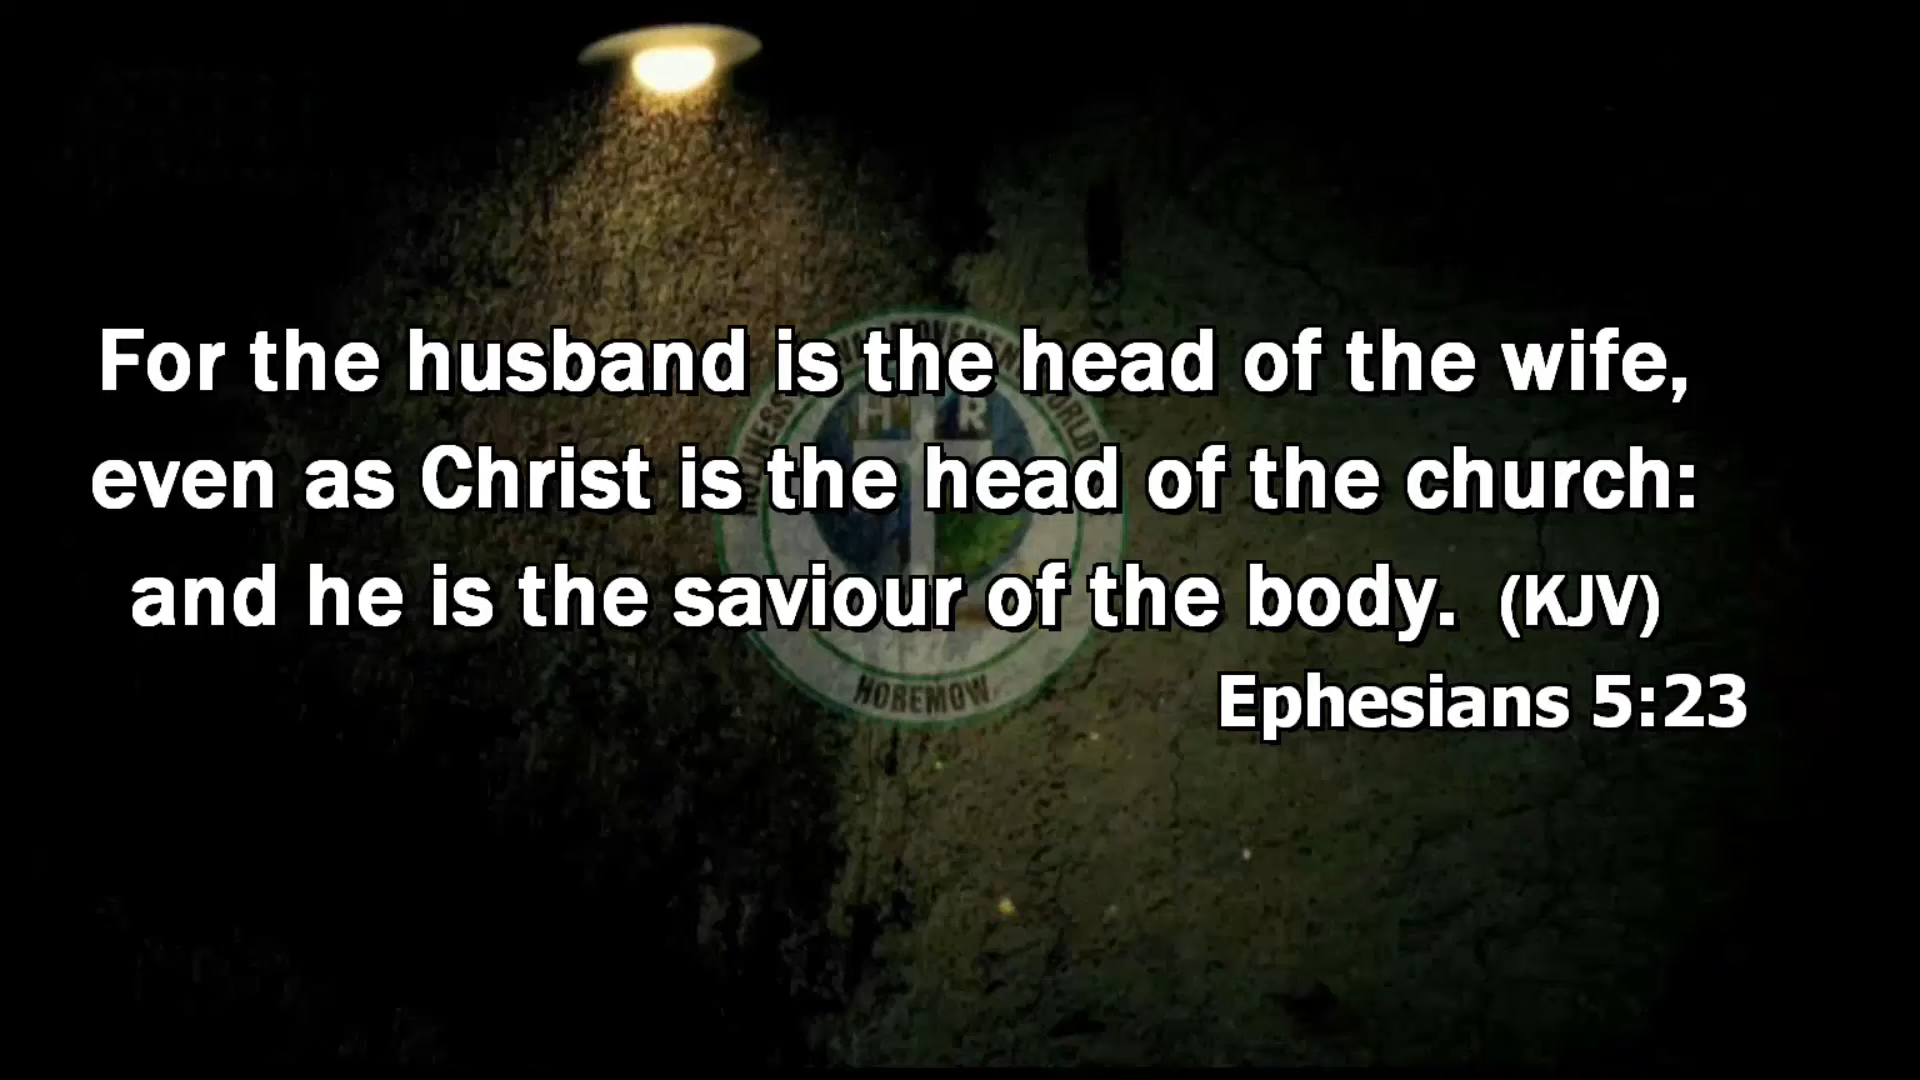 For the husband is the head of the wife,
even as Christ is the head of the church:
and he is the saviour of the body. (KJV)
Ephesians 5:23
H R
HOREMOW